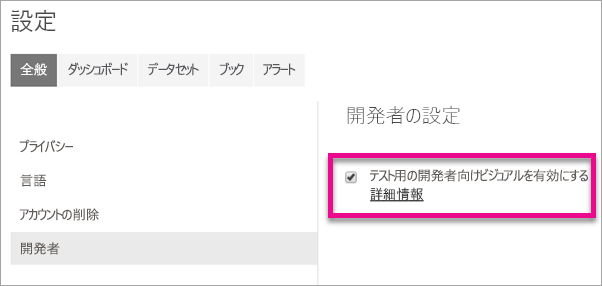 設定
全般 ダッシュボード データセット ブック アラート
プライバシー
言語
アカウントの削除
開発者
開発者の設定
テスト用の開発者向けビジュアルを有効にする
詳細情報